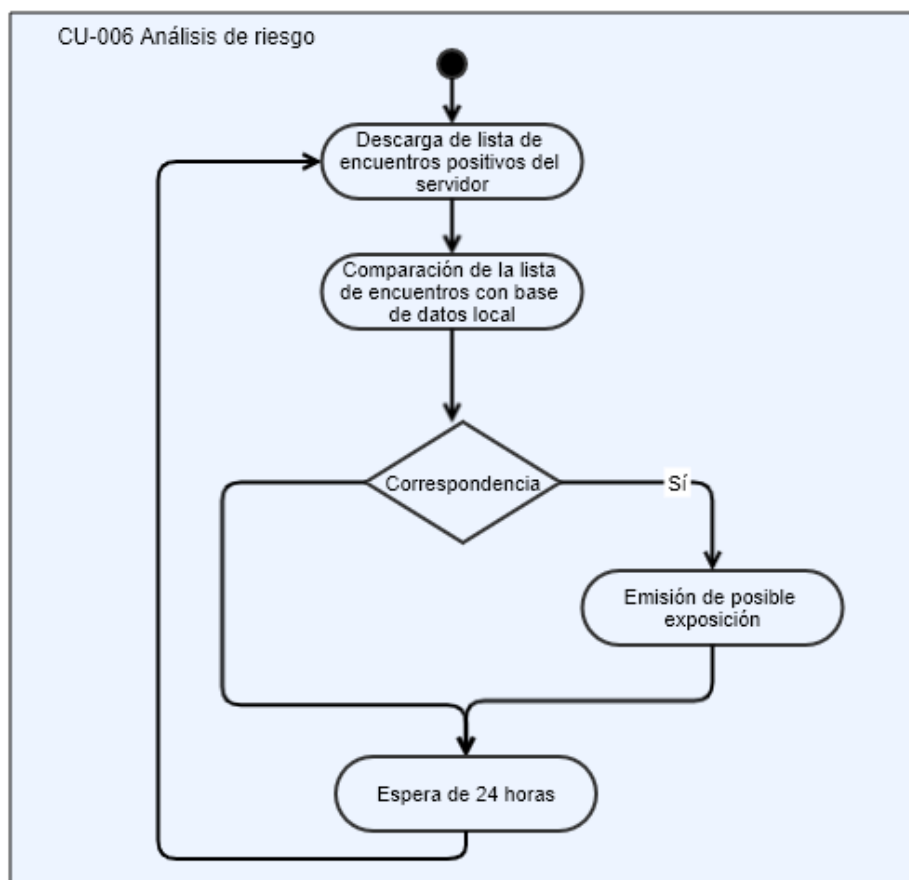 CU-006 Análisis de riesgo
Descarga de lista de
encuentros positivos del
servidor
Comparación de la lista
de encuentros con base
de datos local
Correspondencia
Sí
Emisión de posible
exposición
Espera de 24 horas